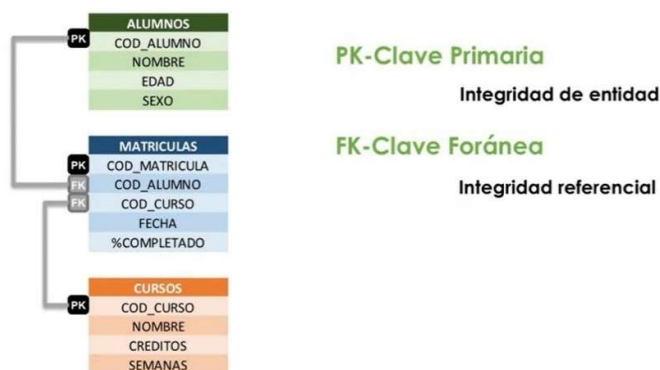 ALUMNOS
PK
COD_ALUMNO
NOMBRE
EDAD
SEXO
MATRICULAS
PK
COD_MATRICULA
FK
COD_ALUMNO
FK
COD_CURSO
FECHA
%COMPLETADO
CURSOS
PK
COD_CURSO
NOMBRE
CREDITOS
SEMANAS
PK-Clave Primaria
Integridad de entidad
FK-Clave Foránea
Integridad referencial